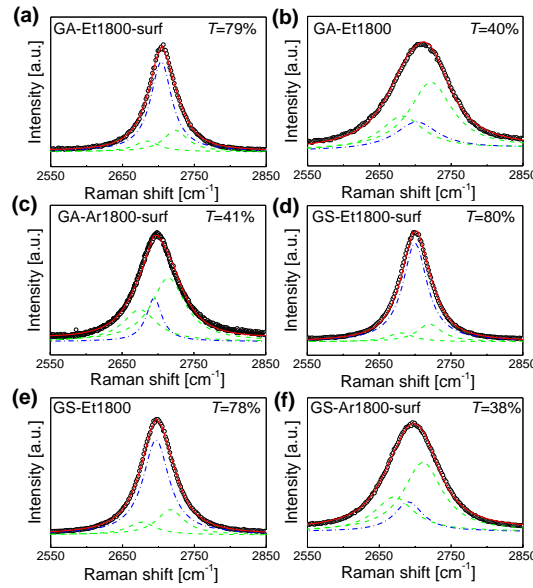 (a) GA-Et1800-surf T=79%
Intensity [a.u.]
2550 2650 2750 2850
Raman shift [cm⁻¹]
(b) GA-Et1800 T=40%
Intensity [a.u.]
2550 2650 2750 2850
Raman shift [cm⁻¹]
(c) GA-Ar1800-surf T=41%
Intensity [a.u.]
2550 2650 2750 2850
Raman shift [cm⁻¹]
(d) GS-Et1800-surf T=80%
Intensity [a.u.]
2550 2650 2750 2850
Raman shift [cm⁻¹]
(e) GS-Et1800 T=78%
Intensity [a.u.]
2550 2650 2750 2850
Raman shift [cm⁻¹]
(f) GS-Ar1800-surf T=38%
Intensity [a.u.]
2550 2650 2750 2850
Raman shift [cm⁻¹]